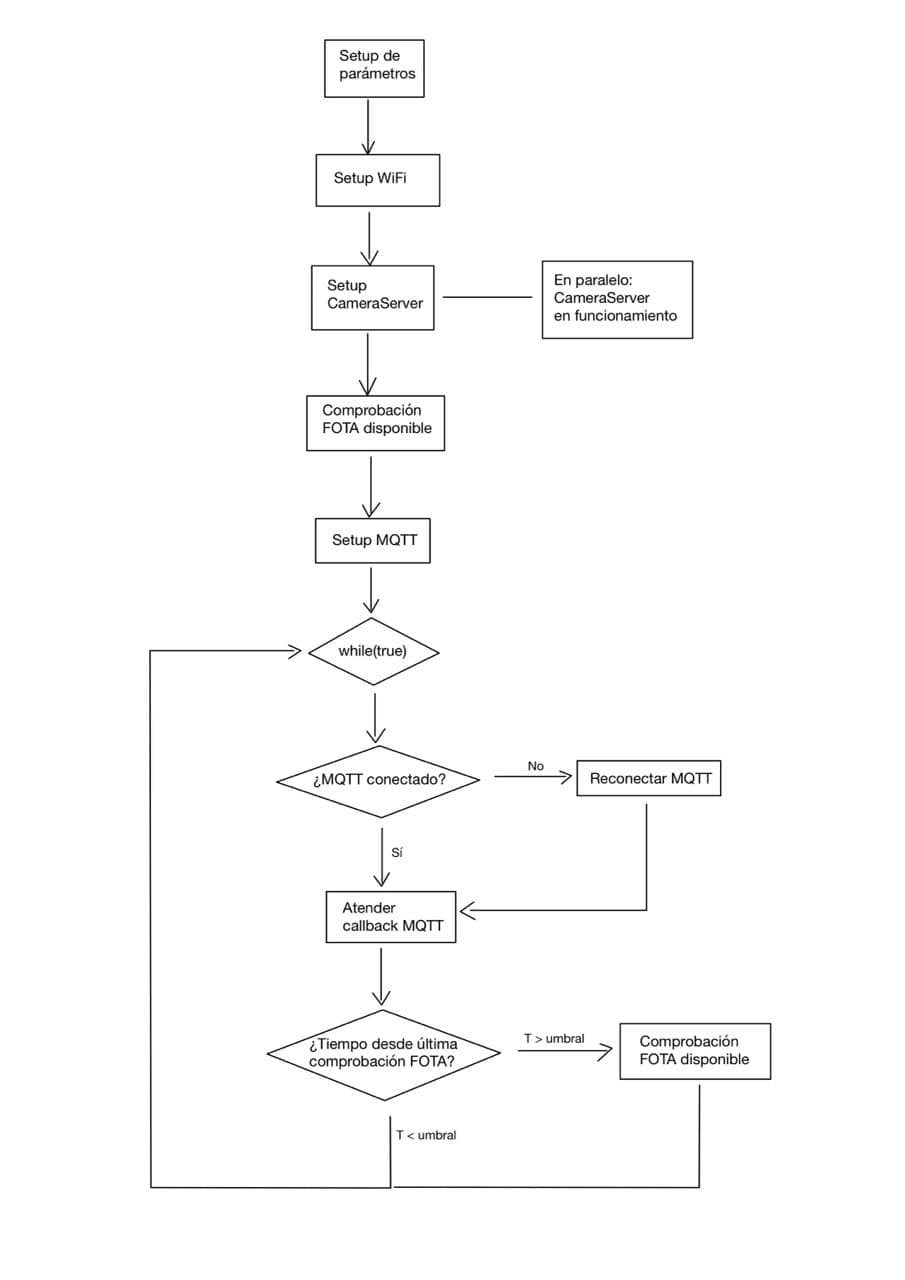 Setup de
parámetros
Setup WiFi
Setup
CameraServer
En paralelo:
CameraServer
en funcionamiento
Comprobación
FOTA disponible
Setup MQTT
while(true)
¿MQTT conectado?
No
Reconectar MQTT
Sí
Atender
callback MQTT
¿Tiempo desde última
comprobación FOTA?
T > umbral
Comprobación
FOTA disponible
T < umbral